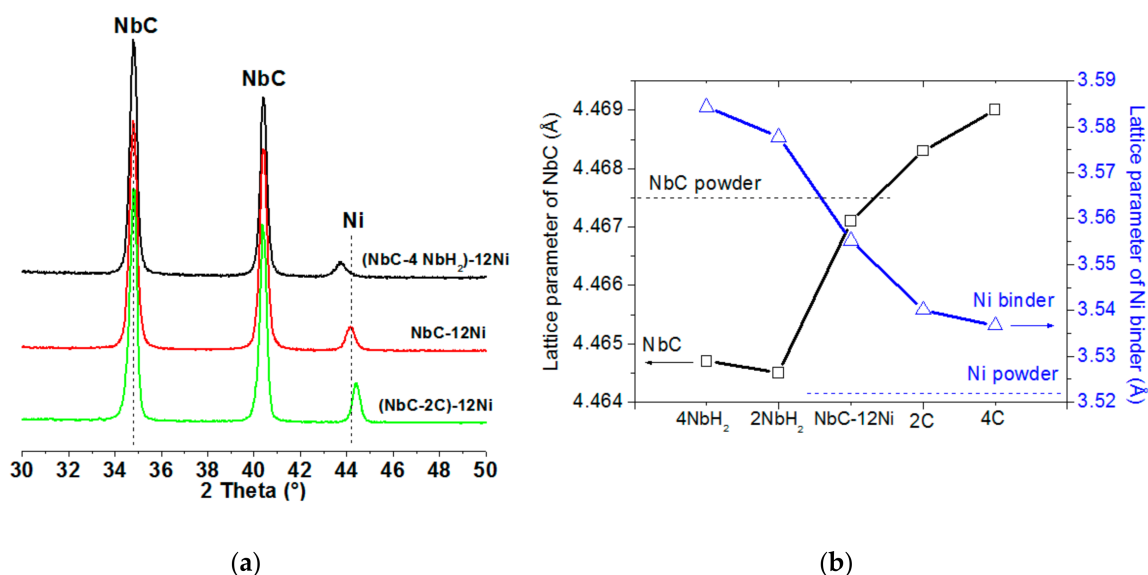 NbC
NbC
Ni
(NbC-4 NbH₂)-12Ni
NbC-12Ni
(NbC-2C)-12Ni
30 32 34 36 38 40 42 44 46 48 50
2 Theta (°)
(a)
Lattice parameter of NbC (Å)
4.469
4.468
4.467
4.466
4.465
4.464
NbC powder
NbC
Ni binder
Ni powder
3.59
3.58
3.57
3.56
3.55
3.54
3.53
3.52
Lattice parameter of Ni binder (Å)
4NbH₂ 2NbH₂ NbC-12Ni 2C 4C
(b)